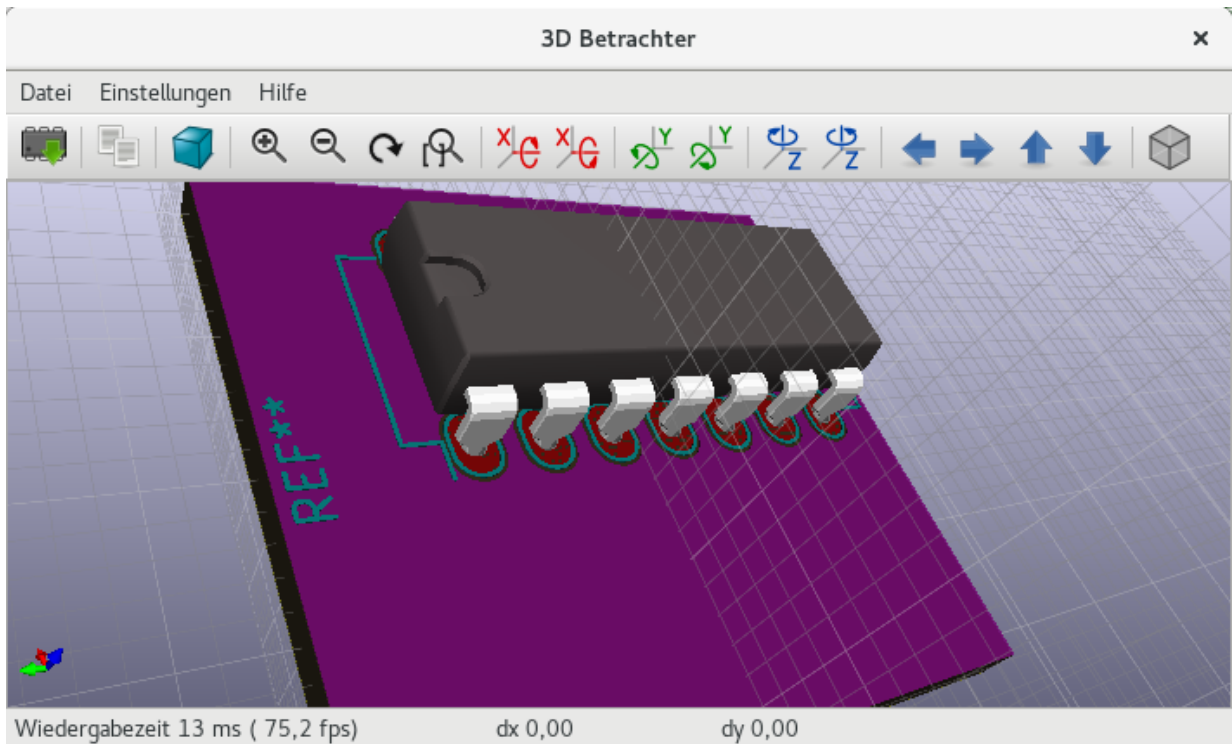 3D Betrachter
Datei Einstellungen Hilfe
X X Y Y Z Z
REF**
Wiedergabezeit 13 ms ( 75,2 fps) dx 0,00 dy 0,00